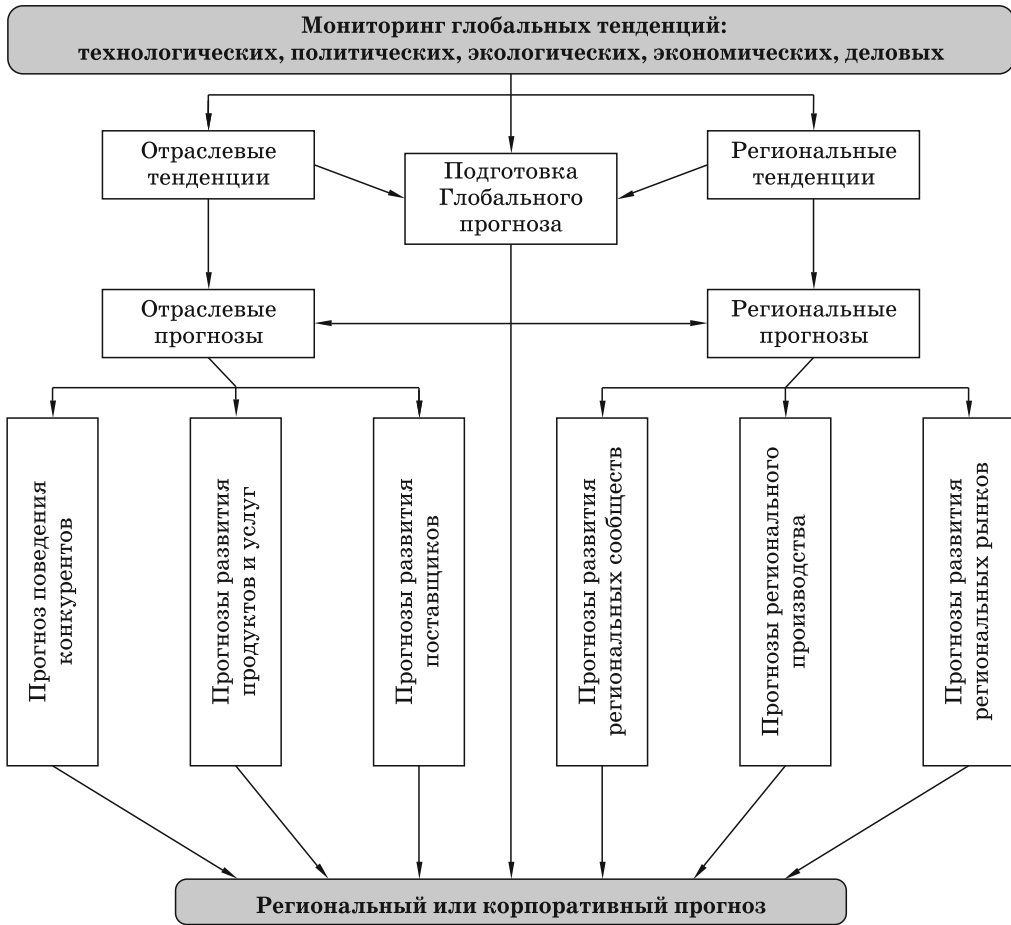 Мониторинг глобальных тенденций:
технологических, политических, экологических, экономических, деловых
Отраслевые
тенденции
Подготовка
Глобального
прогноза
Региональные
тенденции
Отраслевые
прогнозы
Региональные
прогнозы
Прогноз поведения
конкурентов
Прогнозы развития
продуктов и услуг
Прогнозы развития
поставщиков
Прогнозы развития
региональных сообществ
Прогнозы регионального
производства
Прогнозы развития
региональных рынков
Региональный или корпоративный прогноз